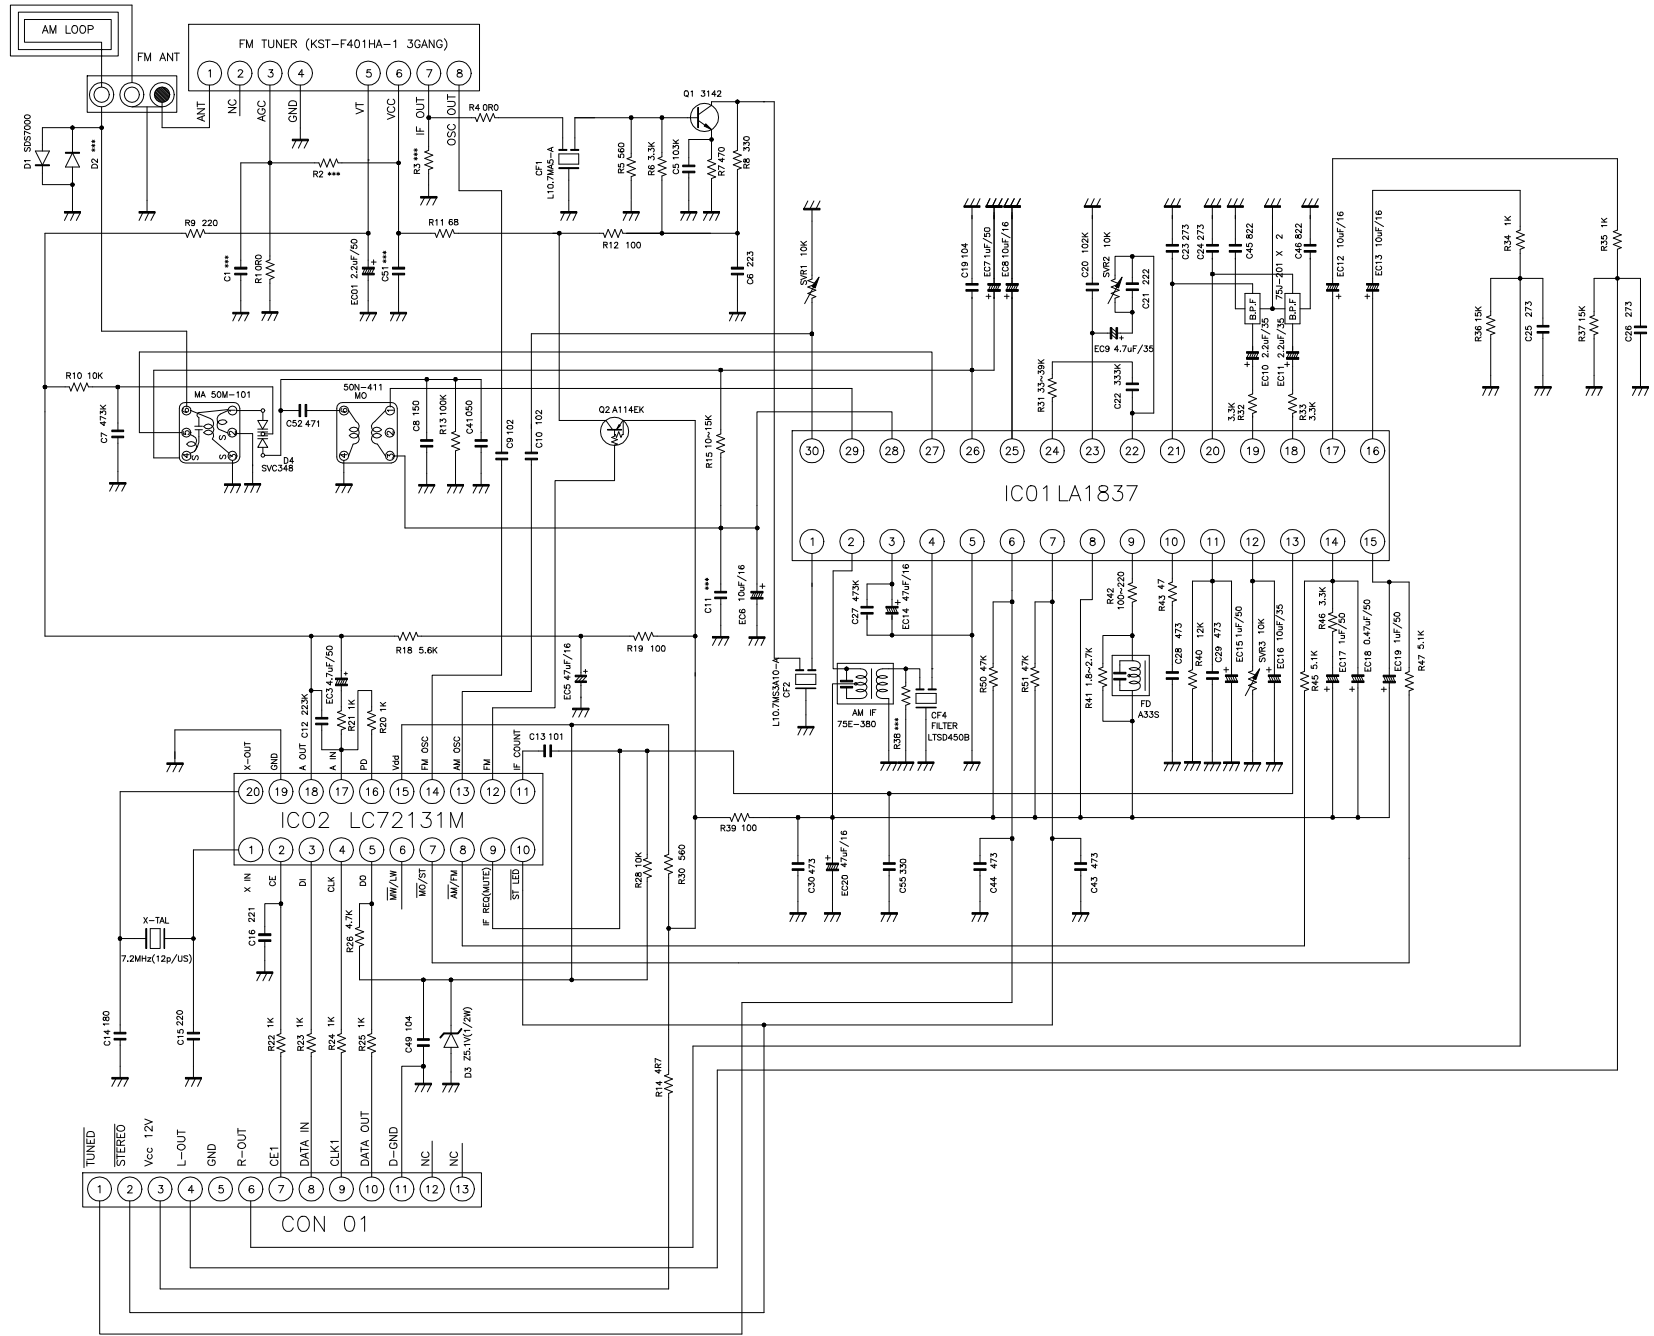 AM LOOP
FM ANT
FM TUNER (KST-F401HA-1 3GANG)
1 2 3 4 5 6 7 8
ANT
NC
AGC
GND
VT
VCC
IF OUT
OSC OUT
D1 SDS7000
D2 ***
R2 ***
R3 ***
R4 0R0
CF1
L10.7MA5-A
R5 560
R6 3.3K
C5 103K
Q1 3142
R7 470
R8 330
R9 220
R11 68
R12 100
C1 ***
R1 0R0
EC01 2.2uF/50
C51 ***
C6 223
SVR1 10K
C19 104
EC7 1uF/50
EC8 10uF/16
C20 102K
SVR2 10K
C21 222
EC9 4.7uF/35
R31 33~39K
C22 333K
C23 273
C24 273
C45 822
75J-201 X 2
C46 822
B.P.F
B.P.F
EC10 2.2uF/35
EC11 2.2uF/35
R32
3.3K
R33
3.3K
EC12 10uF/16
EC13 10uF/16
R34 1K
R35 1K
R36 15K
C25 273
R37 15K
C26 273
R10 10K
C7 473K
MA 50M-101
6 5 4 1 2 3
S S
D4
SVC348
C52 471
50N-411
MO
6 4 1 2 3
C8 150
R13 100K
C41 050
C9 102
C10 102
Q2 A114EK
R15 10~15K
C11 ***
EC6 10uF/16
30 29 28 27 26 25 24 23 22 21 20 19 18 17 16
IC01 LA1837
1 2 3 4 5 6 7 8 9 10 11 12 13 14 15
R18 5.6K
R19 100
EC5 47uF/16
EC3 4.7uF/50
C12 223K
R21 1K
R20 1K
L10.7MS3A10-A
CF2
C27 473K
EC14 47uF/16
AM IF
75E-380
R38 ***
CF4
FILTER
LTSD450B
R50 47K
R51 47K
R42
100~220
R41 1.8~2.7K
FD
A33S
R43 47
C28 473
R40 12K
C29 473
EC15 1uF/50
SVR3 10K
EC16 10uF/35
R45 5.1K
R46 3.3K
EC17 1uF/50
EC18 0.47uF/50
EC19 1uF/50
R47 5.1K
X-OUT
GND
A OUT
A IN
PD
Vdd
FM OSC
AM OSC
FM
IF COUNT
C13 101
20 19 18 17 16 15 14 13 12 11
IC02 LC72131M
1 2 3 4 5 6 7 8 9 10
X IN
CE
DI
CLK
DO
MW/LW
MO/ST
AM/FM
IF REQ(MUTE)
ST LED
R39 100
C30 473
EC20 47uF/16
C55 330
C44 473
C43 473
R28 10K
R30 560
X-TAL
7.2MHz(12p/US)
C16 221
R26 4.7K
C14 180
C15 220
R22 1K
R23 1K
R24 1K
R25 1K
C49 104
D3 Z5.1V(1/2W)
R14 4R7
TUNED
STEREO
Vcc 12V
L-OUT
GND
R-OUT
CE1
DATA IN
CLK1
DATA OUT
D-GND
NC
NC
1 2 3 4 5 6 7 8 9 10 11 12 13
CON 01